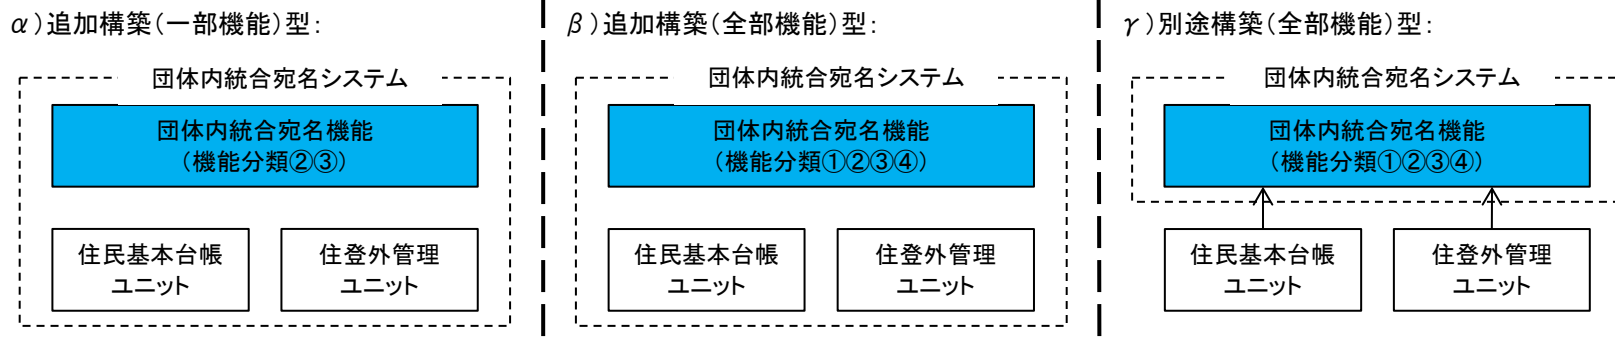 α)追加構築(一部機能)型:
団体内統合宛名システム
団体内統合宛名機能
(機能分類②③)
住民基本台帳
ユニット
住登外管理
ユニット
β)追加構築(全部機能)型:
団体内統合宛名システム
団体内統合宛名機能
(機能分類①②③④)
住民基本台帳
ユニット
住登外管理
ユニット
γ)別途構築(全部機能)型:
団体内統合宛名システム
団体内統合宛名機能
(機能分類①②③④)
住民基本台帳
ユニット
住登外管理
ユニット